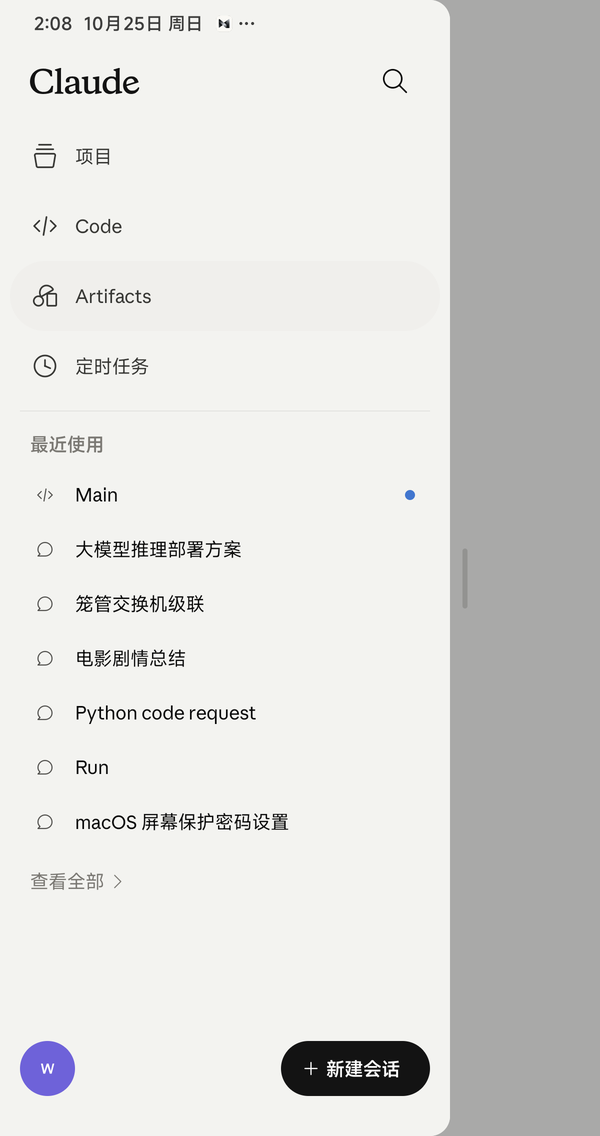 2:08 10月25日 周日 ···
Claude
项目
Code
Artifacts
定时任务
最近使用
Main
大模型推理部署方案
笼管交换机级联
电影剧情总结
Python code request
Run
macOS 屏幕保护密码设置
查看全部
W
+ 新建会话